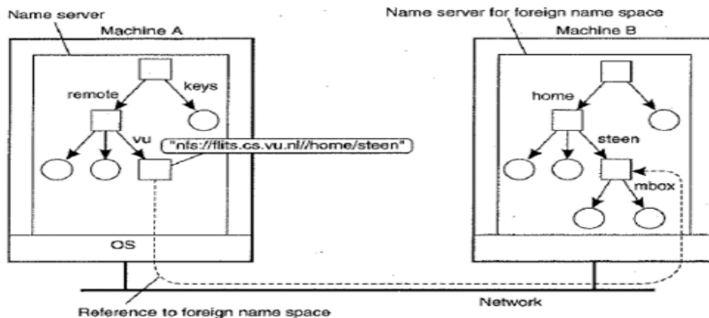 Name server
Machine A
keys
remote
vu
"nfs://flits.cs.vu.nl//home/steen"
OS
Reference to foreign name space
Name server for foreign name space
Machine B
home
steen
mbox
Network